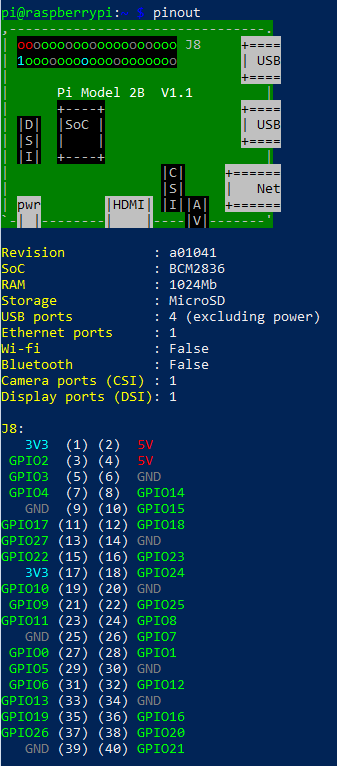 pi@raspberrypi:~ $ pinout
,--------------------------------.
| oooooooooooooooooooo J8     +====
| 1ooooooooooooooooooo        | USB
|                             +====
|      Pi Model 2B  V1.1         |
|      +----+                 +====
| |D|  |SoC |                 | USB
| |S|  |    |                 +====
| |I|  +----+                    |
|                   |C|     +======
|                   |S|     |   Net
| pwr        |HDMI| |I||A|  +======
`-| |--------|    |----|V|-------'
Revision           : a01041
SoC                : BCM2836
RAM                : 1024Mb
Storage            : MicroSD
USB ports          : 4 (excluding power)
Ethernet ports     : 1
Wi-fi              : False
Bluetooth          : False
Camera ports (CSI) : 1
Display ports (DSI): 1
J8:
   3V3  (1) (2)  5V
 GPIO2  (3) (4)  5V
 GPIO3  (5) (6)  GND
 GPIO4  (7) (8)  GPIO14
   GND  (9) (10) GPIO15
GPIO17 (11) (12) GPIO18
GPIO27 (13) (14) GND
GPIO22 (15) (16) GPIO23
   3V3 (17) (18) GPIO24
GPIO10 (19) (20) GND
 GPIO9 (21) (22) GPIO25
GPIO11 (23) (24) GPIO8
   GND (25) (26) GPIO7
 GPIO0 (27) (28) GPIO1
 GPIO5 (29) (30) GND
 GPIO6 (31) (32) GPIO12
GPIO13 (33) (34) GND
GPIO19 (35) (36) GPIO16
GPIO26 (37) (38) GPIO20
   GND (39) (40) GPIO21